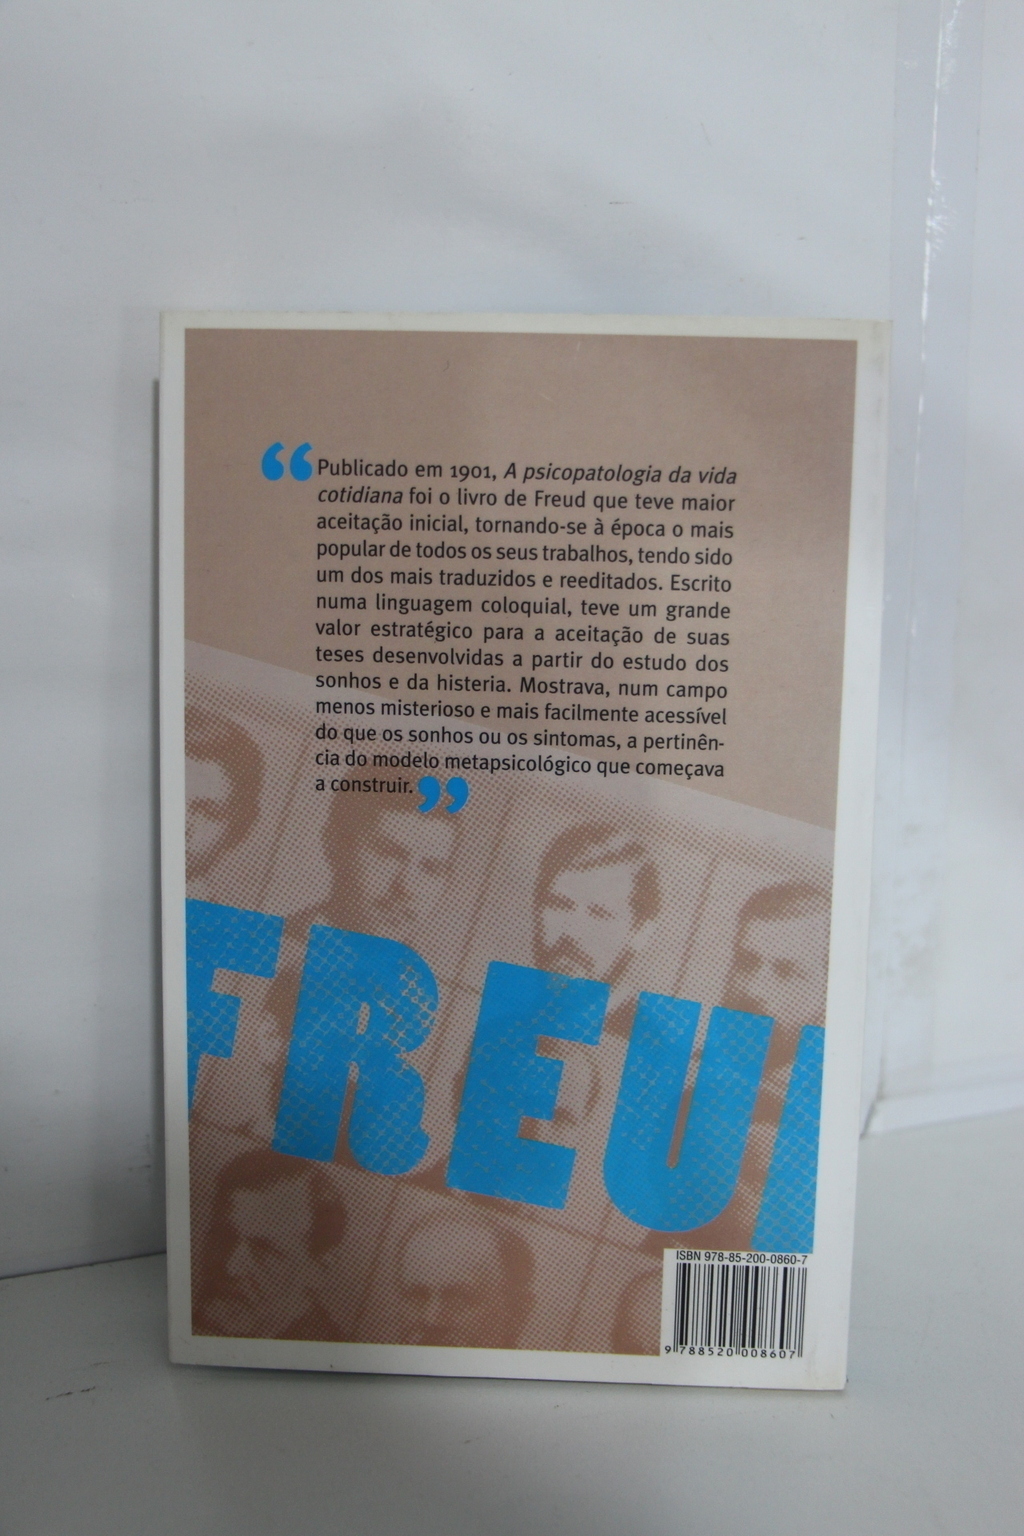 “Publicado em 1901, A psicopatologia da vida
cotidiana foi o livro de Freud que teve maior
aceitação inicial, tornando-se à época o mais
popular de todos os seus trabalhos, tendo sido
um dos mais traduzidos e reeditados. Escrito
numa linguagem coloquial, teve um grande
valor estratégico para a aceitação de suas
teses desenvolvidas a partir do estudo dos
sonhos e da histeria. Mostrava, num campo
menos misterioso e mais facilmente acessível
do que os sonhos ou os sintomas, a pertinên-
cia do modelo metapsicológico que começava
a construir.”
FREU
ISBN 978-85-200-0860-7
9 788520 008607